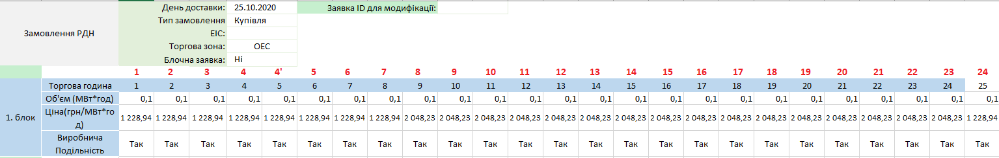 День доставки: 25.10.2020 Заявка ID для модифікації:
Замовлення РДН
Тип замовлення Купівля
EIC:
Торгова зона: ОЕС
Блочна заявка: Ні
1 2 3 4 4' 5 6 7 8 9 10 11 12 13 14 15 16 17 18 19 20 21 22 23 24
Торгова година 1 2 3 4 5 6 7 8 9 10 11 12 13 14 15 16 17 18 19 20 21 22 23 24 25
1. блок
Об'єм (МВт*год) 0,1 0,1 0,1 0,1 0,1 0,1 0,1 0,1 0,1 0,1 0,1 0,1 0,1 0,1 0,1 0,1 0,1 0,1 0,1 0,1 0,1 0,1 0,1 0,1 0,1
Ціна(грн/МВт*го
д) 1 228,94 1 228,94 1 228,94 1 228,94 1 228,94 1 228,94 1 228,94 1 228,94 2 048,23 2 048,23 2 048,23 2 048,23 2 048,23 2 048,23 2 048,23 2 048,23 2 048,23 2 048,23 2 048,23 2 048,23 2 048,23 2 048,23 2 048,23 2 048,23 1 228,94
Виробнича
Подільність Так Так Так Так Так Так Так Так Так Так Так Так Так Так Так Так Так Так Так Так Так Так Так Так Так